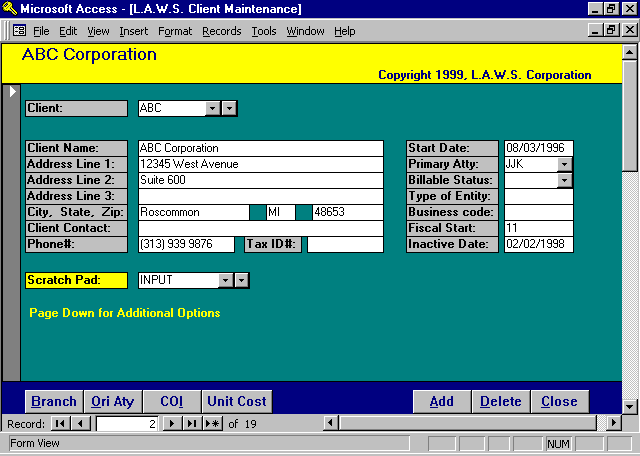 Microsoft Access - [L.A.W.S. Client Maintenance]
File Edit View Insert Format Records Tools Window Help
ABC Corporation
Copyright 1999, L.A.W.S. Corporation
Client: ABC
Client Name: ABC Corporation Start Date: 08/03/1996
Address Line 1: 12345 West Avenue Primary Atty: JJK
Address Line 2: Suite 600 Billable Status:
Address Line 3: Type of Entity:
City, State, Zip: Roscommon MI 48653 Business code:
Client Contact: Fiscal Start: 11
Phone#: (313) 939 9876 Tax ID#: Inactive Date: 02/02/1998
Scratch Pad: INPUT
Page Down for Additional Options
Branch Ori Aty COI Unit Cost Add Delete Close
Record: 2 of 19
Form View NUM